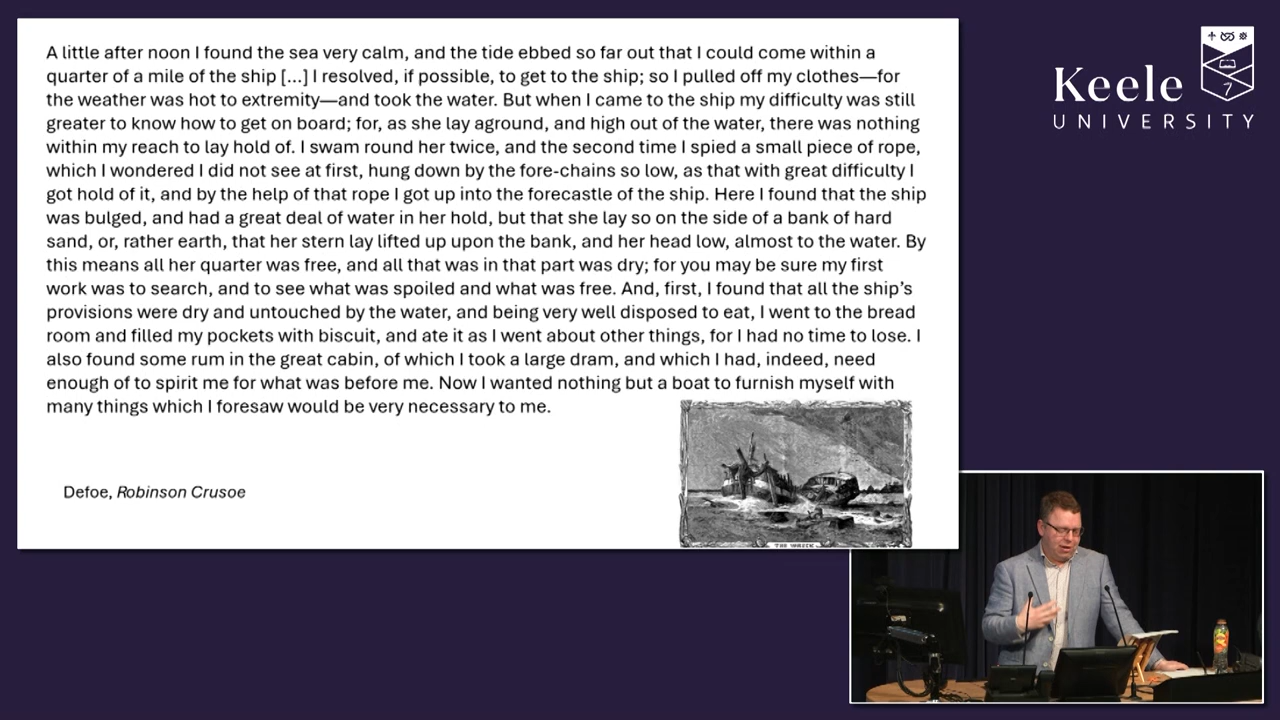 A little after noon I found the sea very calm, and the tide ebbed so far out that I could come within a
quarter of a mile of the ship [...] I resolved, if possible, to get to the ship; so I pulled off my clothes—for
the weather was hot to extremity—and took the water. But when I came to the ship my difficulty was still
greater to know how to get on board; for, as she lay aground, and high out of the water, there was nothing
within my reach to lay hold of. I swam round her twice, and the second time I spied a small piece of rope,
which I wondered I did not see at first, hung down by the fore-chains so low, as that with great difficulty I
got hold of it, and by the help of that rope I got up into the forecastle of the ship. Here I found that the ship
was bulged, and had a great deal of water in her hold, but that she lay so on the side of a bank of hard
sand, or, rather earth, that her stern lay lifted up upon the bank, and her head low, almost to the water. By
this means all her quarter was free, and all that was in that part was dry; for you may be sure my first
work was to search, and to see what was spoiled and what was free. And, first, I found that all the ship’s
provisions were dry and untouched by the water, and being very well disposed to eat, I went to the bread
room and filled my pockets with biscuit, and ate it as I went about other things, for I had no time to lose. I
also found some rum in the great cabin, of which I took a large dram, and which I had, indeed, need
enough of to spirit me for what was before me. Now I wanted nothing but a boat to furnish myself with
many things which I foresaw would be very necessary to me.
Defoe, Robinson Crusoe
THE WRECK
Keele
UNIVERSITY